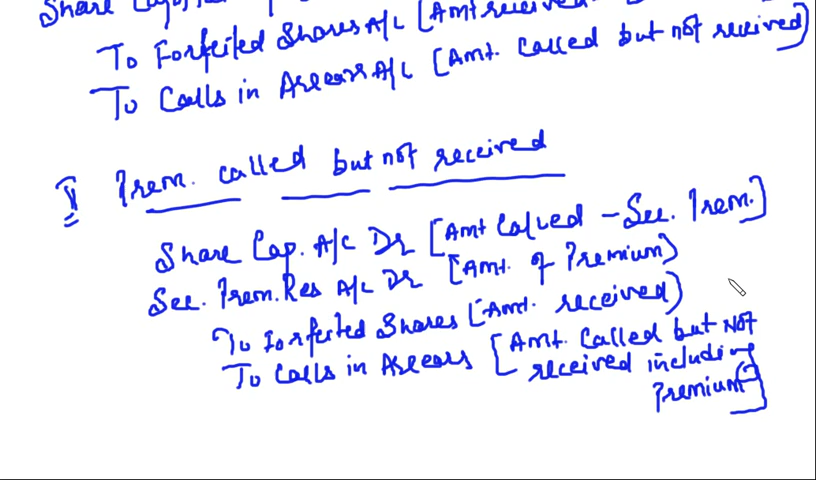 Share Cap
To Forfeited Shares A/c [Amt received
To Calls in Arrears A/c [Amt. called but not received)
II Prem. called but not received
Share Cap. A/c Dr [Amt Called - Sec. Prem.]
Sec. Prem. Res A/c Dr [Amt. of Premium)
To Forfeited Shares [Amt. received)
To Calls in Arrears [Amt. Called but Not
received including
Premium]